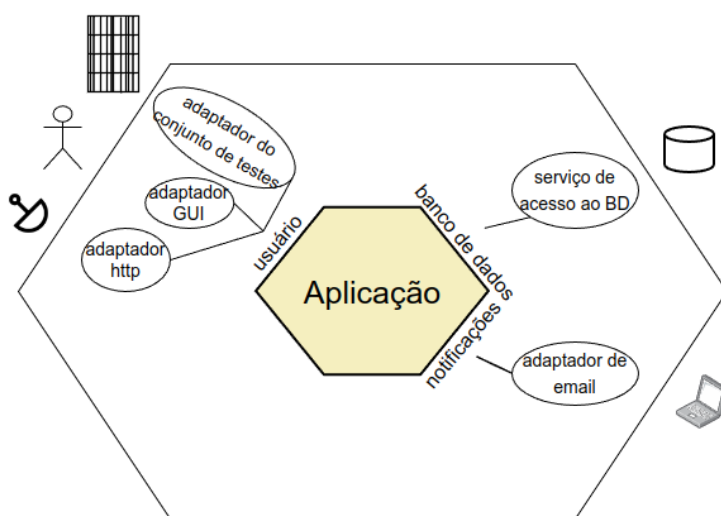 adaptador do
conjunto de testes
adaptador
GUI
adaptador
http
usuário
Aplicação
banco de dados
notificações
serviço de
acesso ao BD
adaptador de
email